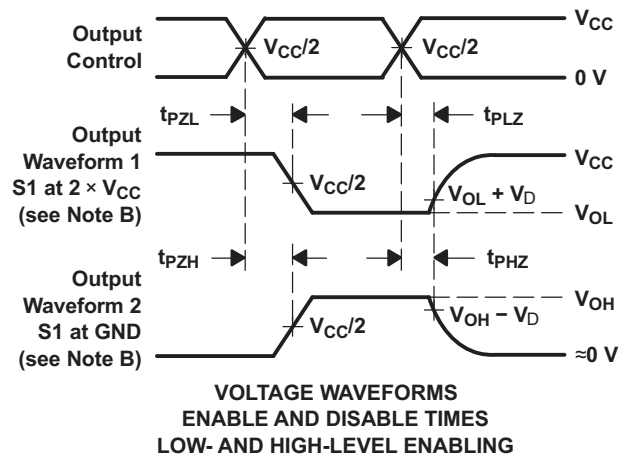 Output
Control
V_CC/2
V_CC/2
V_CC
0 V
t_PZL
t_PLZ
Output
Waveform 1
S1 at 2 × V_CC
(see Note B)
V_CC/2
V_CC
V_OL + V_D
V_OL
t_PZH
t_PHZ
Output
Waveform 2
S1 at GND
(see Note B)
V_CC/2
V_OH
V_OH − V_D
≈0 V
VOLTAGE WAVEFORMS
ENABLE AND DISABLE TIMES
LOW- AND HIGH-LEVEL ENABLING